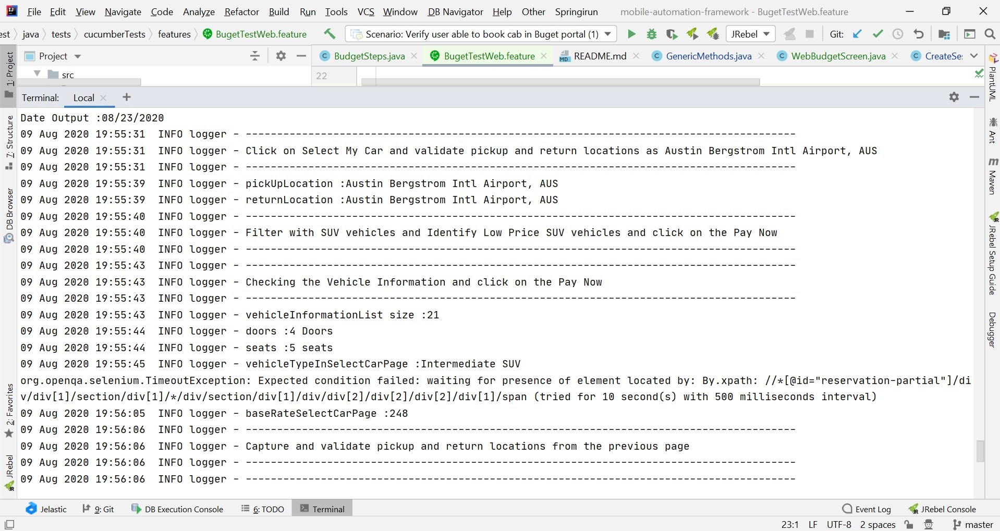 File Edit View Navigate Code Analyze Refactor Build Run Tools VCS Window DB Navigator Help Other Springirun mobile-automation-framework - BugetTestWeb.feature
est java tests cucumberTests features BugetTestWeb.feature Scenario: Verify user able to book cab in Buget portal (1) JRebel Git:
Project BudgetSteps.java BugetTestWeb.feature README.md GenericMethods.java WebBudgetScreen.java CreateSe:
src 22
Terminal: Local
Date Output :08/23/2020
09 Aug 2020 19:55:31 INFO logger - ----------------------------------------------------------------------------------------
09 Aug 2020 19:55:31 INFO logger - Click on Select My Car and validate pickup and return locations as Austin Bergstrom Intl Airport, AUS
09 Aug 2020 19:55:31 INFO logger - ----------------------------------------------------------------------------------------
09 Aug 2020 19:55:39 INFO logger - pickUpLocation :Austin Bergstrom Intl Airport, AUS
09 Aug 2020 19:55:39 INFO logger - returnLocation :Austin Bergstrom Intl Airport, AUS
09 Aug 2020 19:55:40 INFO logger - ----------------------------------------------------------------------------------------
09 Aug 2020 19:55:40 INFO logger - Filter with SUV vehicles and Identify Low Price SUV vehicles and click on the Pay Now
09 Aug 2020 19:55:40 INFO logger - ----------------------------------------------------------------------------------------
09 Aug 2020 19:55:43 INFO logger - ----------------------------------------------------------------------------------------
09 Aug 2020 19:55:43 INFO logger - Checking the Vehicle Information and click on the Pay Now
09 Aug 2020 19:55:43 INFO logger - ----------------------------------------------------------------------------------------
09 Aug 2020 19:55:43 INFO logger - vehicleInformationList size :21
09 Aug 2020 19:55:44 INFO logger - doors :4 Doors
09 Aug 2020 19:55:44 INFO logger - seats :5 seats
09 Aug 2020 19:55:45 INFO logger - vehicleTypeInSelectCarPage :Intermediate SUV
org.openqa.selenium.TimeoutException: Expected condition failed: waiting for presence of element located by: By.xpath: //*[@id="reservation-partial"]/di
v/div[1]/section/div[1]/*/div/section/div[1]/div/div[2]/div[2]/div[2]/div[1]/span (tried for 10 second(s) with 500 milliseconds interval)
09 Aug 2020 19:56:05 INFO logger - baseRateSelectCarPage :248
09 Aug 2020 19:56:06 INFO logger - ----------------------------------------------------------------------------------------
09 Aug 2020 19:56:06 INFO logger - Capture and validate pickup and return locations from the previous page
09 Aug 2020 19:56:06 INFO logger - ----------------------------------------------------------------------------------------
09 Aug 2020 19:56:06 INFO logger - ----------------------------------------------------------------------------------------
1: Project
7: Structure
DB Browser
2: Favorites
JRebel
PlantUML
Ant
Maven
JRebel Setup Guide
Debugger
Jelastic 9: Git DB Execution Console 6: TODO Terminal Event Log JRebel Console
23:1 LF UTF-8 2 spaces master